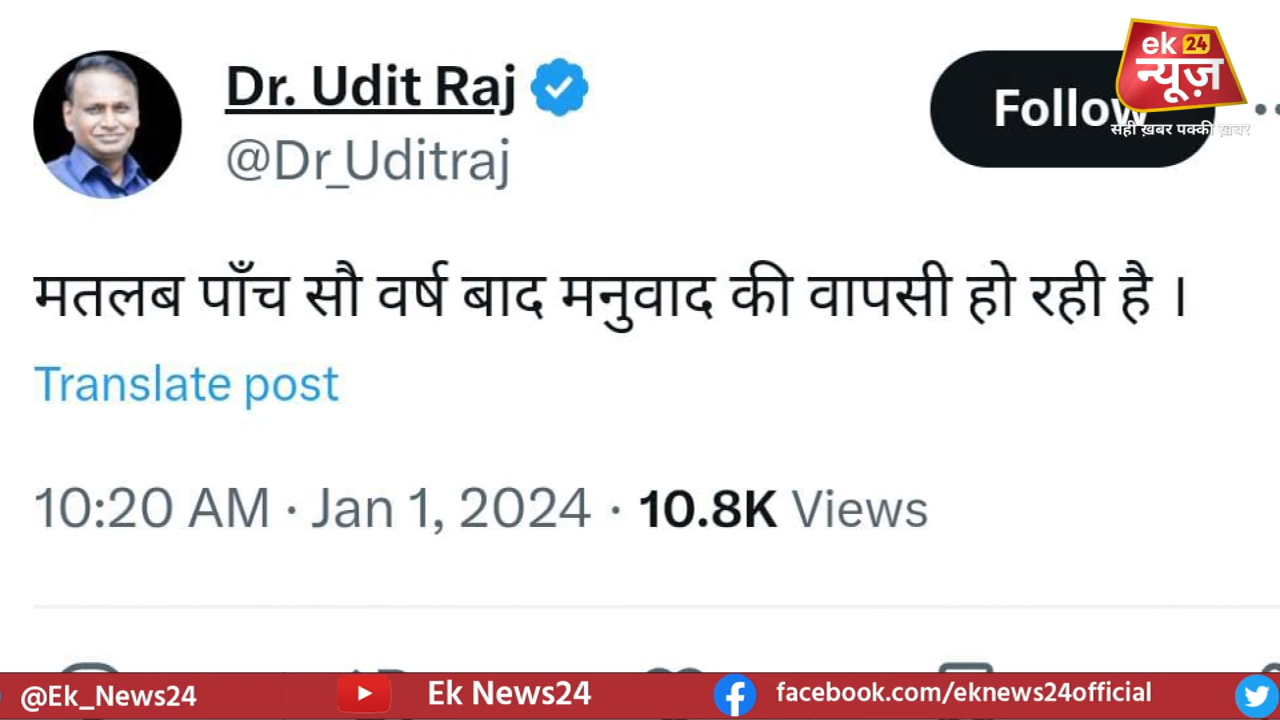 ek 24
न्यूज़
सही ख़बर पक्की ख़बर
Dr. Udit Raj
@Dr_Uditraj
Follow
मतलब पाँच सौ वर्ष बाद मनुवाद की वापसी हो रही है ।
Translate post
10:20 AM · Jan 1, 2024 · 10.8K Views
@Ek_News24
Ek News24
facebook.com/eknews24official